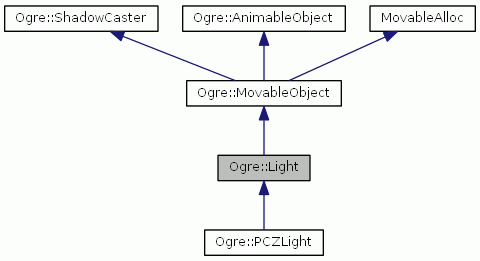 Ogre::ShadowCaster
Ogre::AnimableObject
MovableAlloc
Ogre::MovableObject
Ogre::Light
Ogre::PCZLight